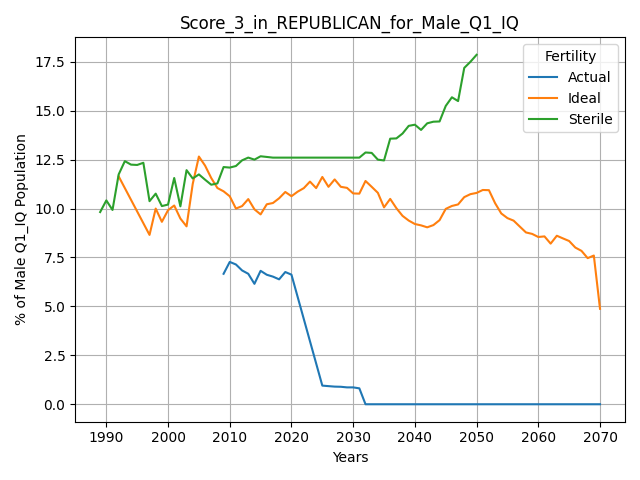 Score_3_in_REPUBLICAN_for_Male_Q1_IQ
% of Male Q1_IQ Population
17.5
15.0
12.5
10.0
7.5
5.0
2.5
0.0
Fertility
Actual
Ideal
Sterile
1990 2000 2010 2020 2030 2040 2050 2060 2070
Years